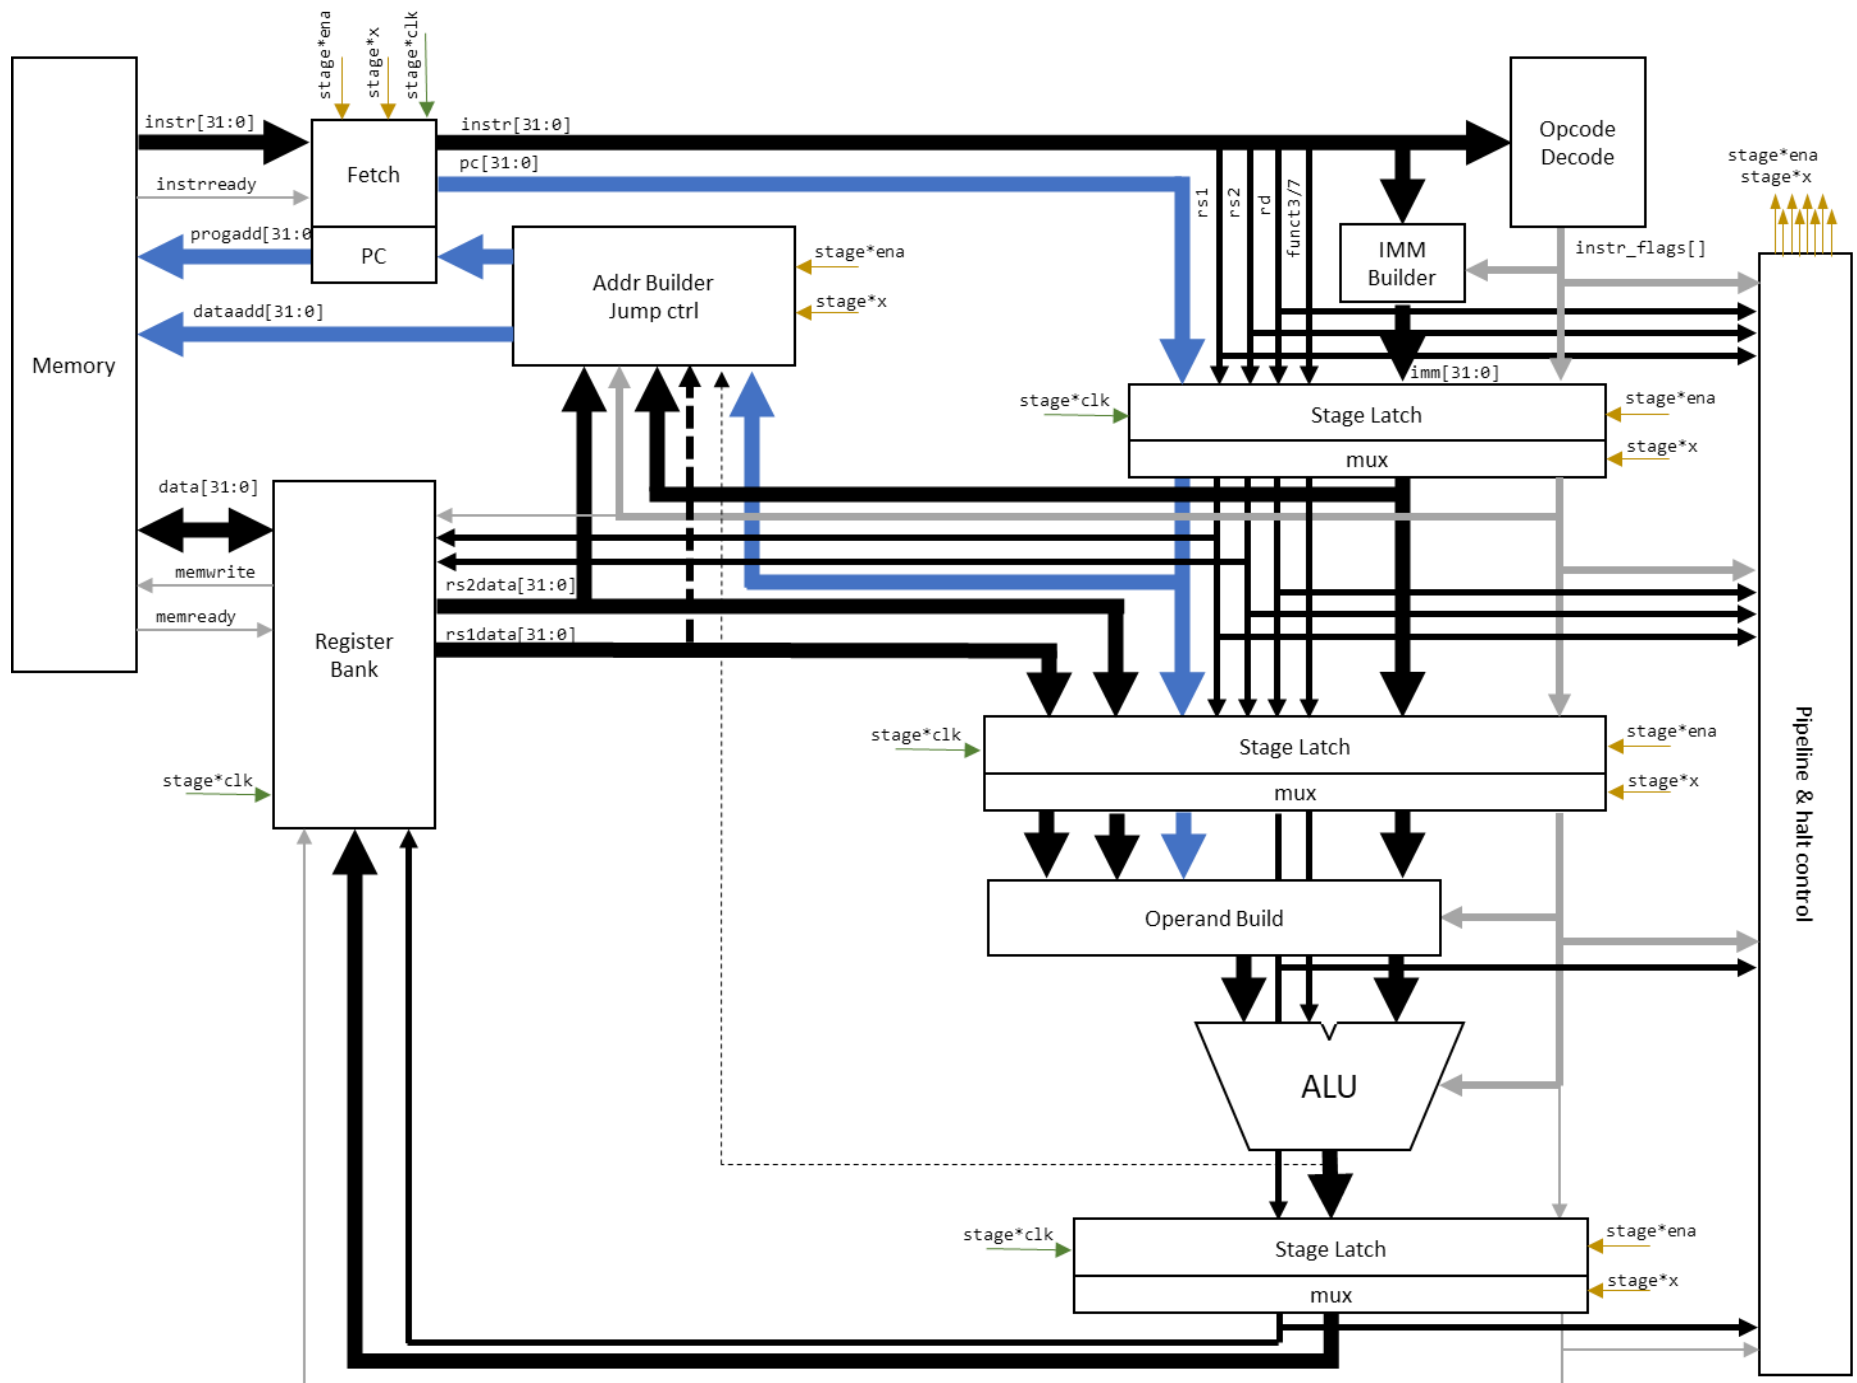 stage*ena
stage*x
stage*clk
instr[31:0]
instr[31:0]
Opcode
Decode
pc[31:0]
Fetch
instrready
stage*ena
stage*x
rs1
rs2
rd
funct3/7
progadd[31:0
PC
IMM
Builder
instr_flags[]
stage*ena
Addr Builder
Jump ctrl
stage*x
dataadd[31:0]
Memory
imm[31:0]
stage*clk
Stage Latch
stage*ena
mux
stage*x
data[31:0]
memwrite
rs2data[31:0]
memready
rs1data[31:0]
Register
Bank
stage*clk
Stage Latch
stage*ena
stage*clk
mux
stage*x
Pipeline & halt control
Operand Build
ALU
stage*clk
Stage Latch
stage*ena
mux
stage*x